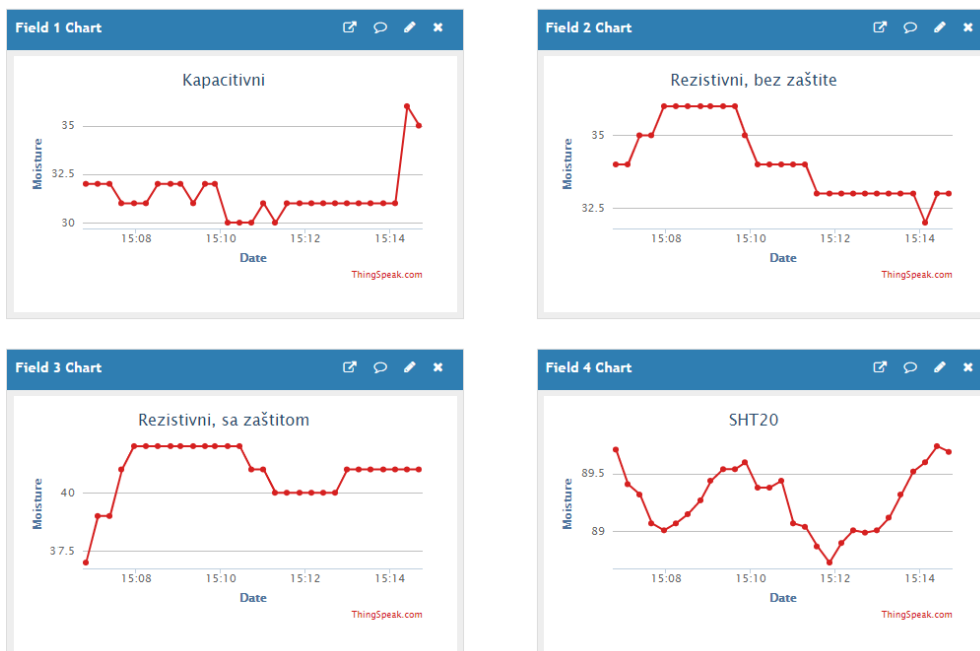 Field 1 Chart
Kapacitivni
Moisture
35
32.5
30
15:08 15:10 15:12 15:14
Date
ThingSpeak.com
Field 2 Chart
Rezistivni, bez zaštite
Moisture
35
32.5
15:08 15:10 15:12 15:14
Date
ThingSpeak.com
Field 3 Chart
Rezistivni, sa zaštitom
Moisture
40
37.5
15:08 15:10 15:12 15:14
Date
ThingSpeak.com
Field 4 Chart
SHT20
Moisture
89.5
89
15:08 15:10 15:12 15:14
Date
ThingSpeak.com